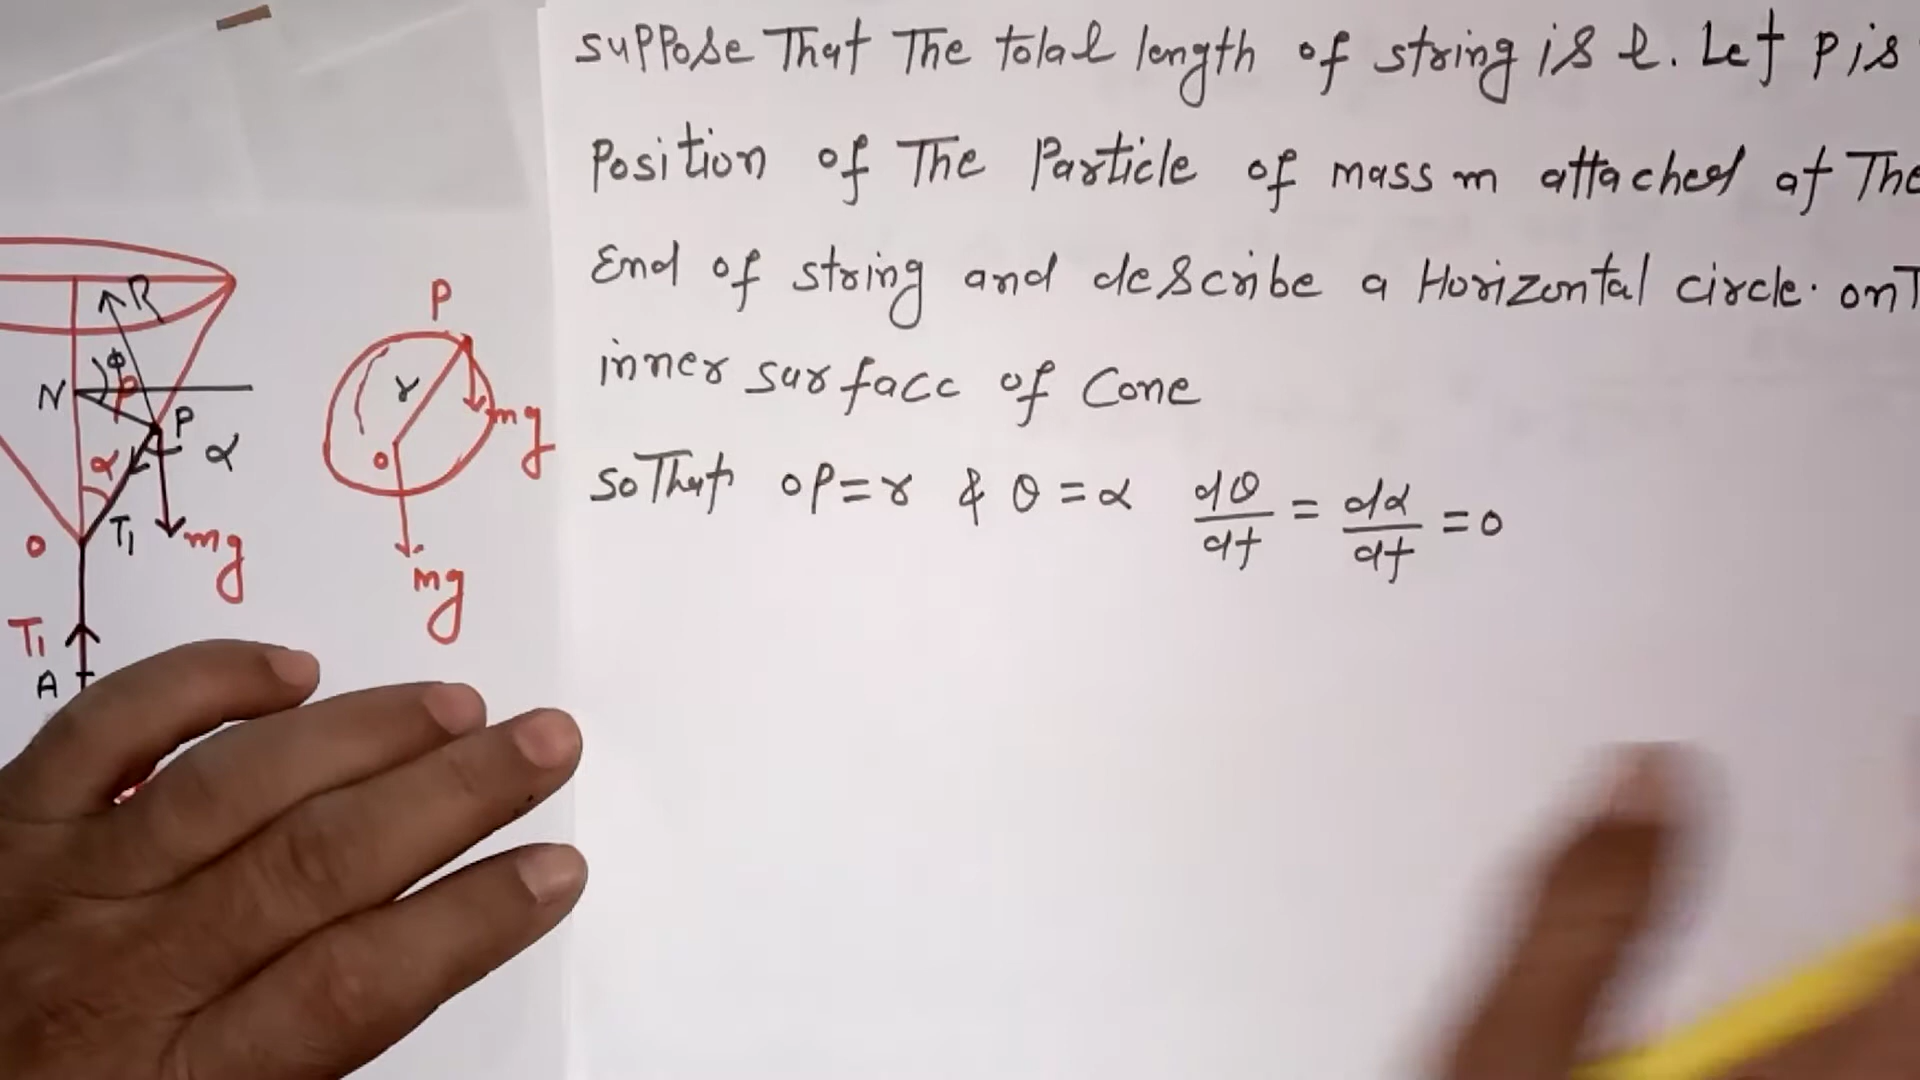 suppose That The total length of string is l. Let p is
Position of The Particle of mass m attached at The
End of string and describe a Horizontal circle. on
inner surface of Cone
so That op=r & θ=α dθ/dt = dα/dt = 0
R
ϕ
N
P
P
α
α
O
T1
mg
T1
A
P
r
mg
o
mg